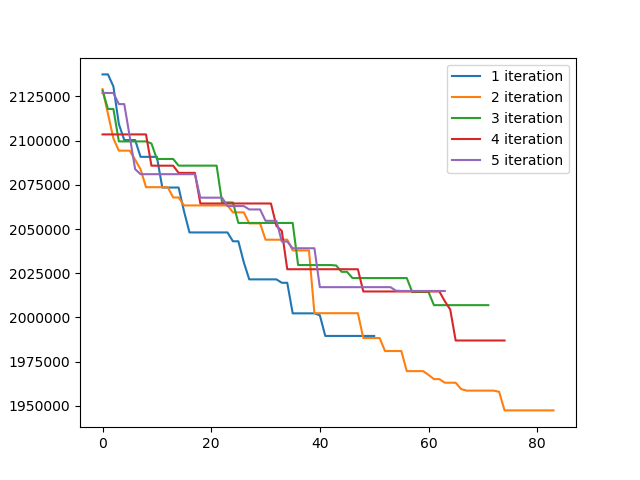 1 iteration
2 iteration
3 iteration
4 iteration
5 iteration
2125000
2100000
2075000
2050000
2025000
2000000
1975000
1950000
0 20 40 60 80